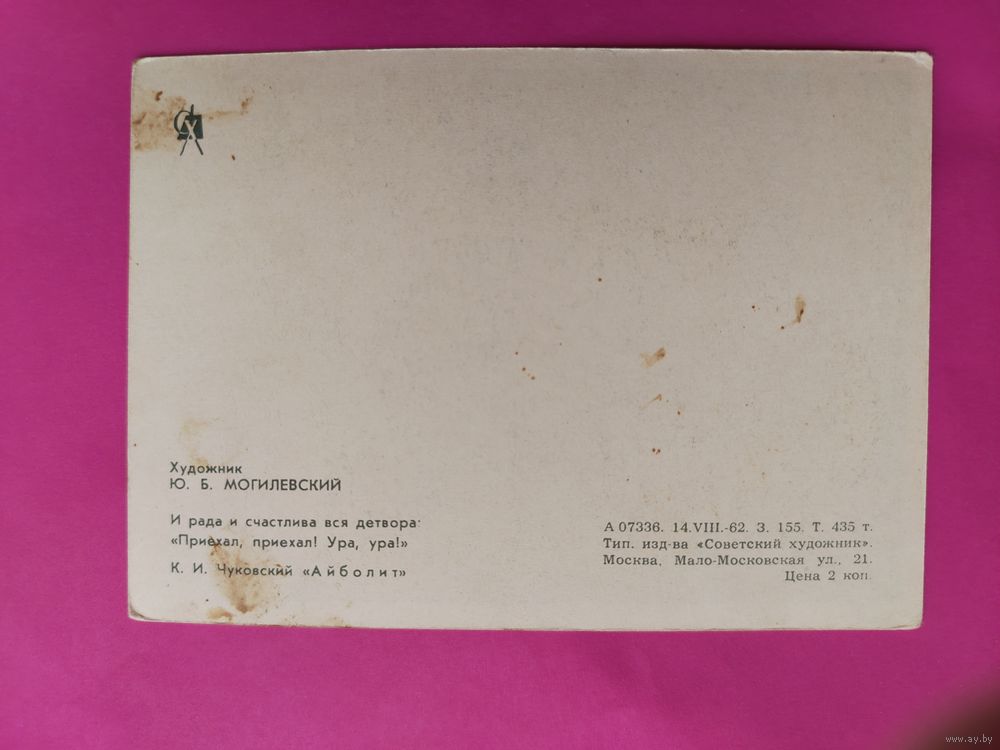 СХ
Художник
Ю. Б. МОГИЛЕВСКИЙ
И рада и счастлива вся детвора:
«Приехал, приехал! Ура, ура!»
К. И. Чуковский «Айболит»
А 07336. 14.VIII.-62. З. 155. Т. 435 т.
Тип. изд-ва «Советский художник».
Москва, Мало-Московская ул., 21.
Цена 2 коп.
www.ay.by